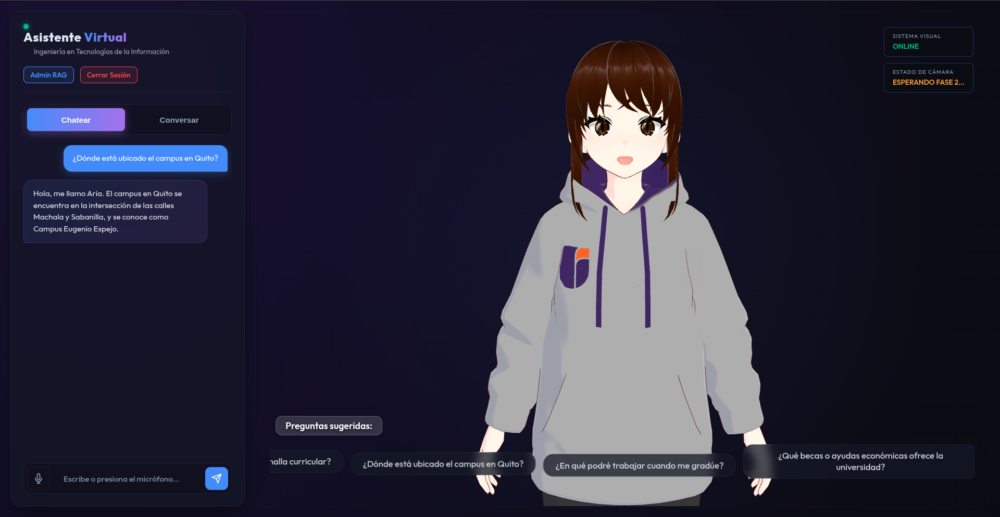 Asistente Virtual
Ingeniería en Tecnologías de la Información
Admin RAG
Cerrar Sesión
Chatear
Conversar
¿Dónde está ubicado el campus en Quito?
Hola, me llamo Aria. El campus en Quito se
encuentra en la intersección de las calles
Machala y Sabanilla, y se conoce como
Campus Eugenio Espejo.
Escribe o presiona el micrófono...
SISTEMA VISUAL
ONLINE
ESTADO DE CÁMARA
ESPERANDO FASE 2...
Preguntas sugeridas:
curricular?
¿Dónde está ubicado el campus en Quito?
¿En qué podré trabajar cuando me gradúe?
¿Qué becas o ayudas económicas ofrece la
universidad?